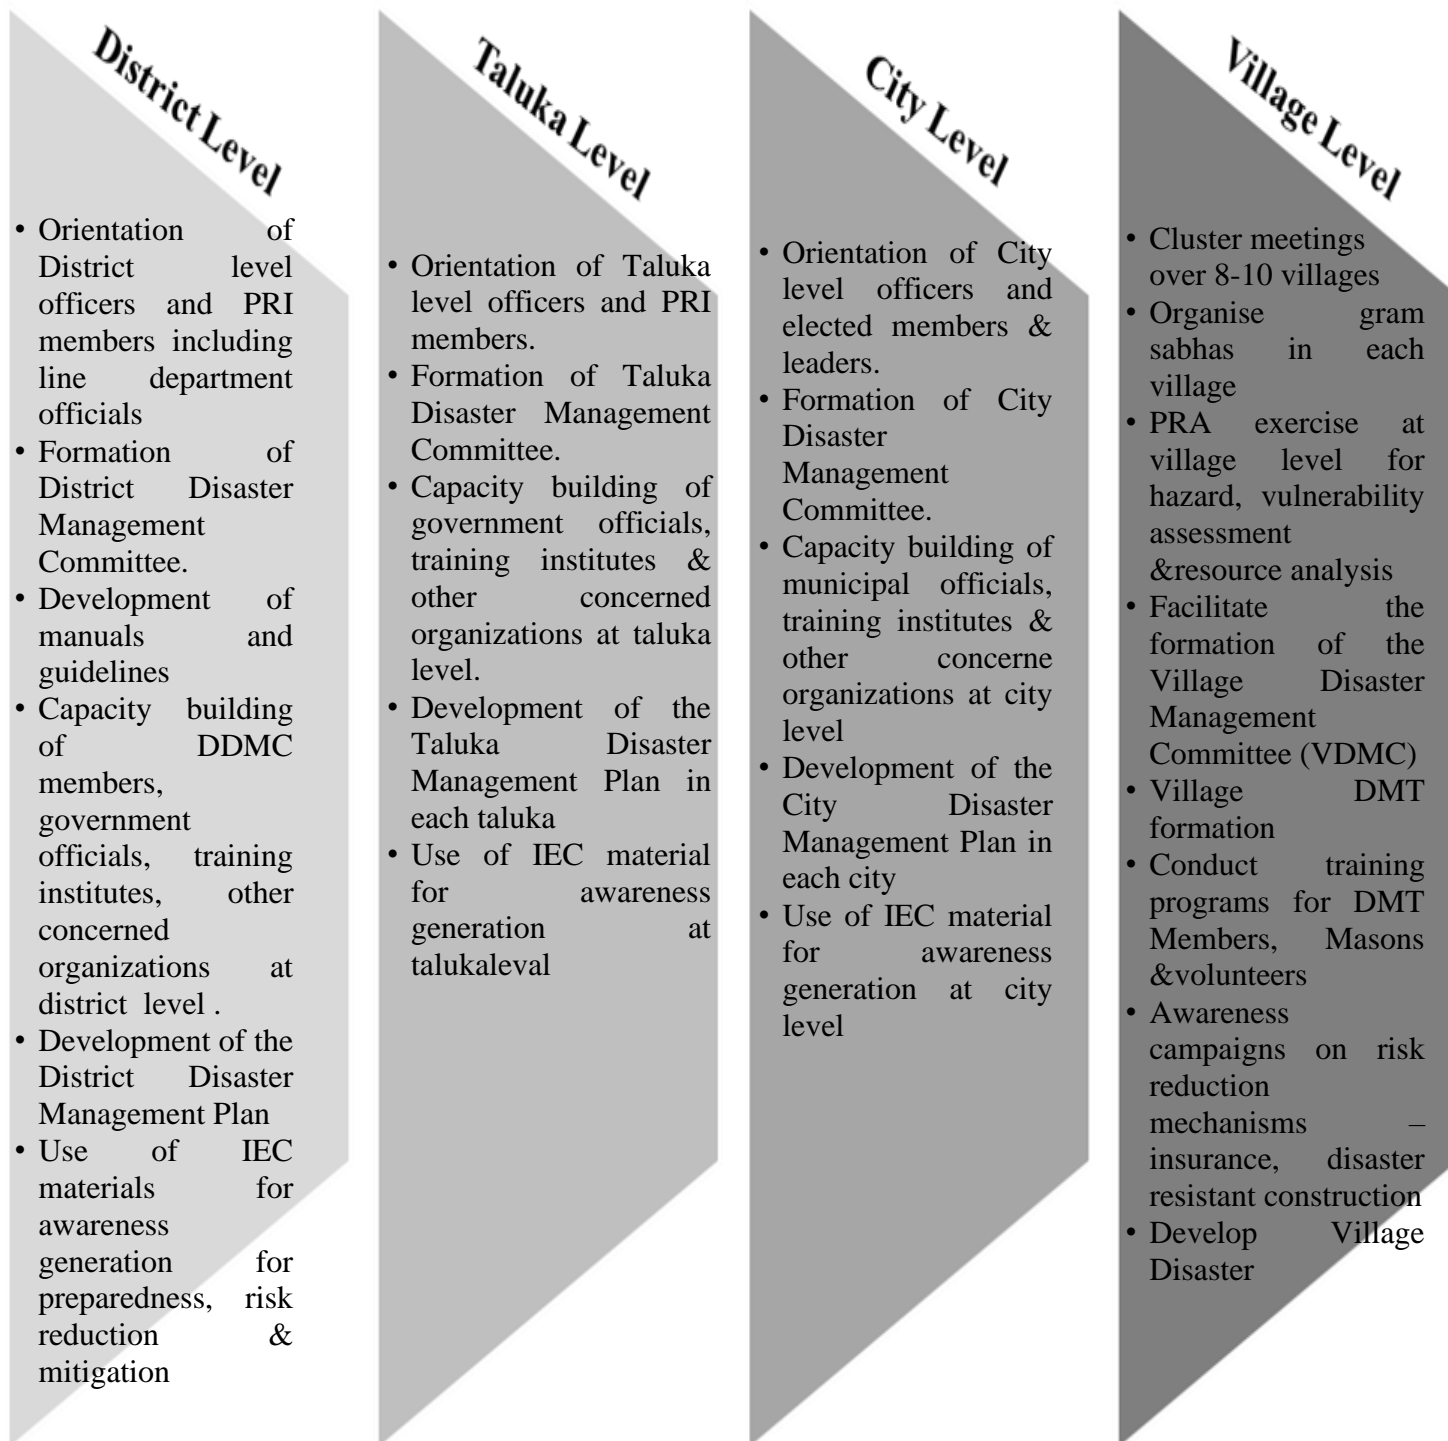 District Level
• Orientation of
District level
officers and PRI
members including
line department
officials
• Formation of
District Disaster
Management
Committee.
• Development of
manuals and
guidelines
• Capacity building
of DDMC
members,
government
officials, training
institutes, other
concerned
organizations at
district level .
• Development of the
District Disaster
Management Plan
• Use of IEC
materials for
awareness
generation for
preparedness, risk
reduction &
mitigation
Taluka Level
• Orientation of Taluka
level officers and PRI
members.
• Formation of Taluka
Disaster Management
Committee.
• Capacity building of
government officials,
training institutes &
other concerned
organizations at taluka
level.
• Development of the
Taluka Disaster
Management Plan in
each taluka
• Use of IEC material
for awareness
generation at
talukaleval
City Level
• Orientation of City
level officers and
elected members &
leaders.
• Formation of City
Disaster
Management
Committee.
• Capacity building of
municipal officials,
training institutes &
other concerne
organizations at city
level
• Development of the
City Disaster
Management Plan in
each city
• Use of IEC material
for awareness
generation at city
level
Village Level
• Cluster meetings
over 8-10 villages
• Organise gram
sabhas in each
village
• PRA exercise at
village level for
hazard, vulnerability
assessment
&resource analysis
• Facilitate the
formation of the
Village Disaster
Management
Committee (VDMC)
• Village DMT
formation
• Conduct training
programs for DMT
Members, Masons
&volunteers
• Awareness
campaigns on risk
reduction
mechanisms –
insurance, disaster
resistant construction
• Develop Village
Disaster